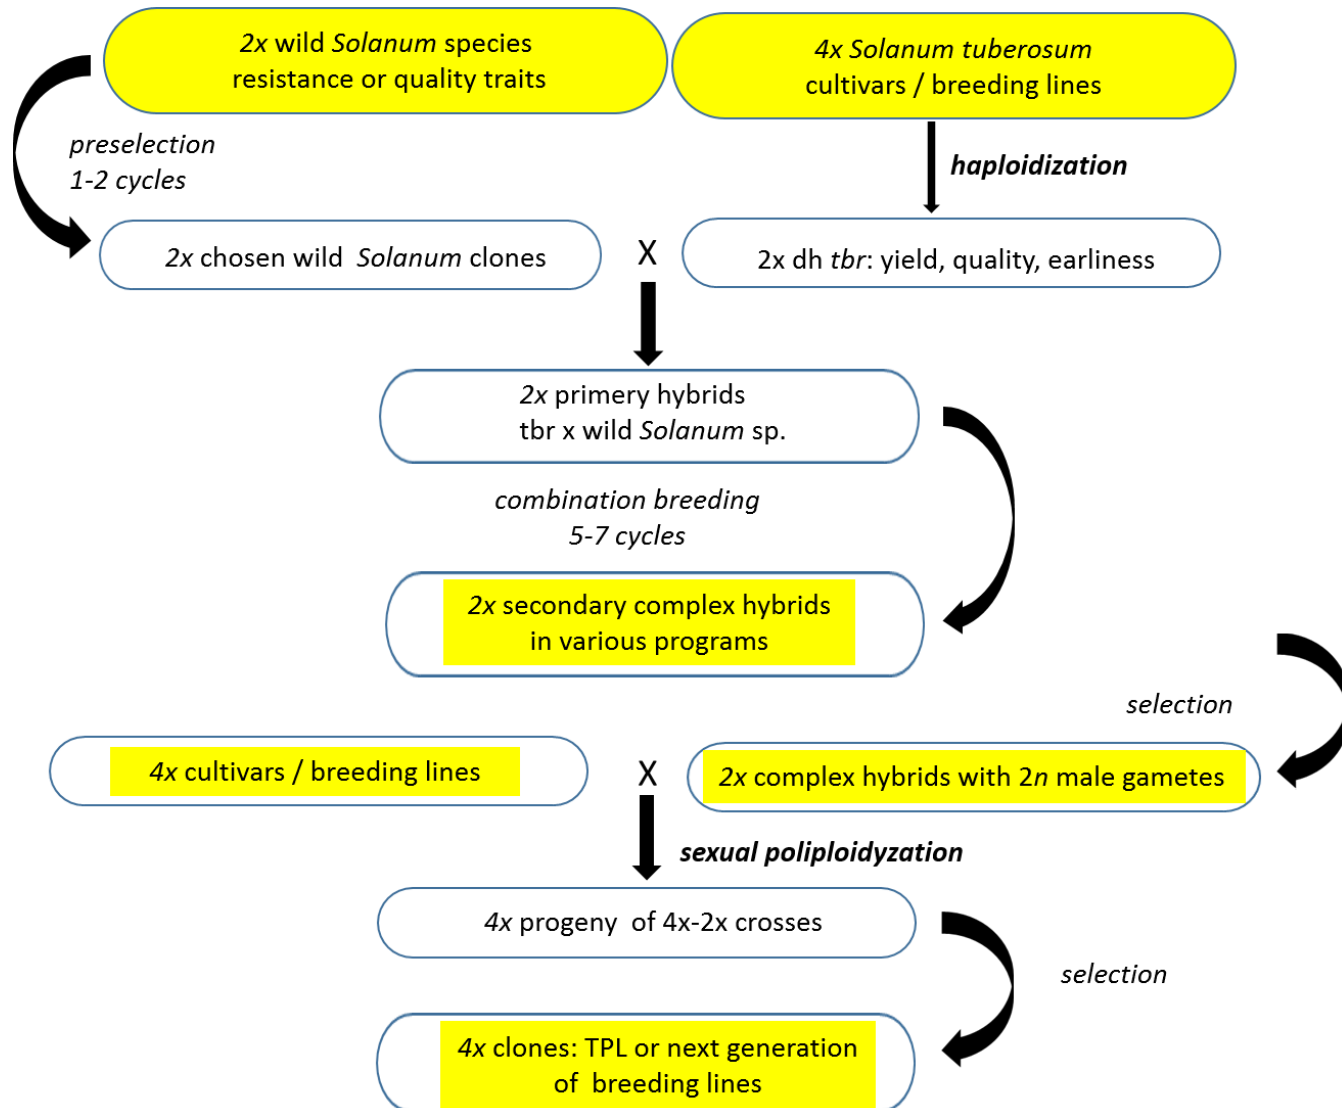 2x wild Solanum species
resistance or quality traits
4x Solanum tuberosum
cultivars / breeding lines
preselection
1-2 cycles
haploidization
2x chosen wild Solanum clones
X
2x dh tbr: yield, quality, earliness
2x primery hybrids
tbr x wild Solanum sp.
combination breeding
5-7 cycles
2x secondary complex hybrids
in various programs
selection
4x cultivars / breeding lines
X
2x complex hybrids with 2n male gametes
sexual poliploidyzation
4x progeny of 4x-2x crosses
selection
4x clones: TPL or next generation
of breeding lines